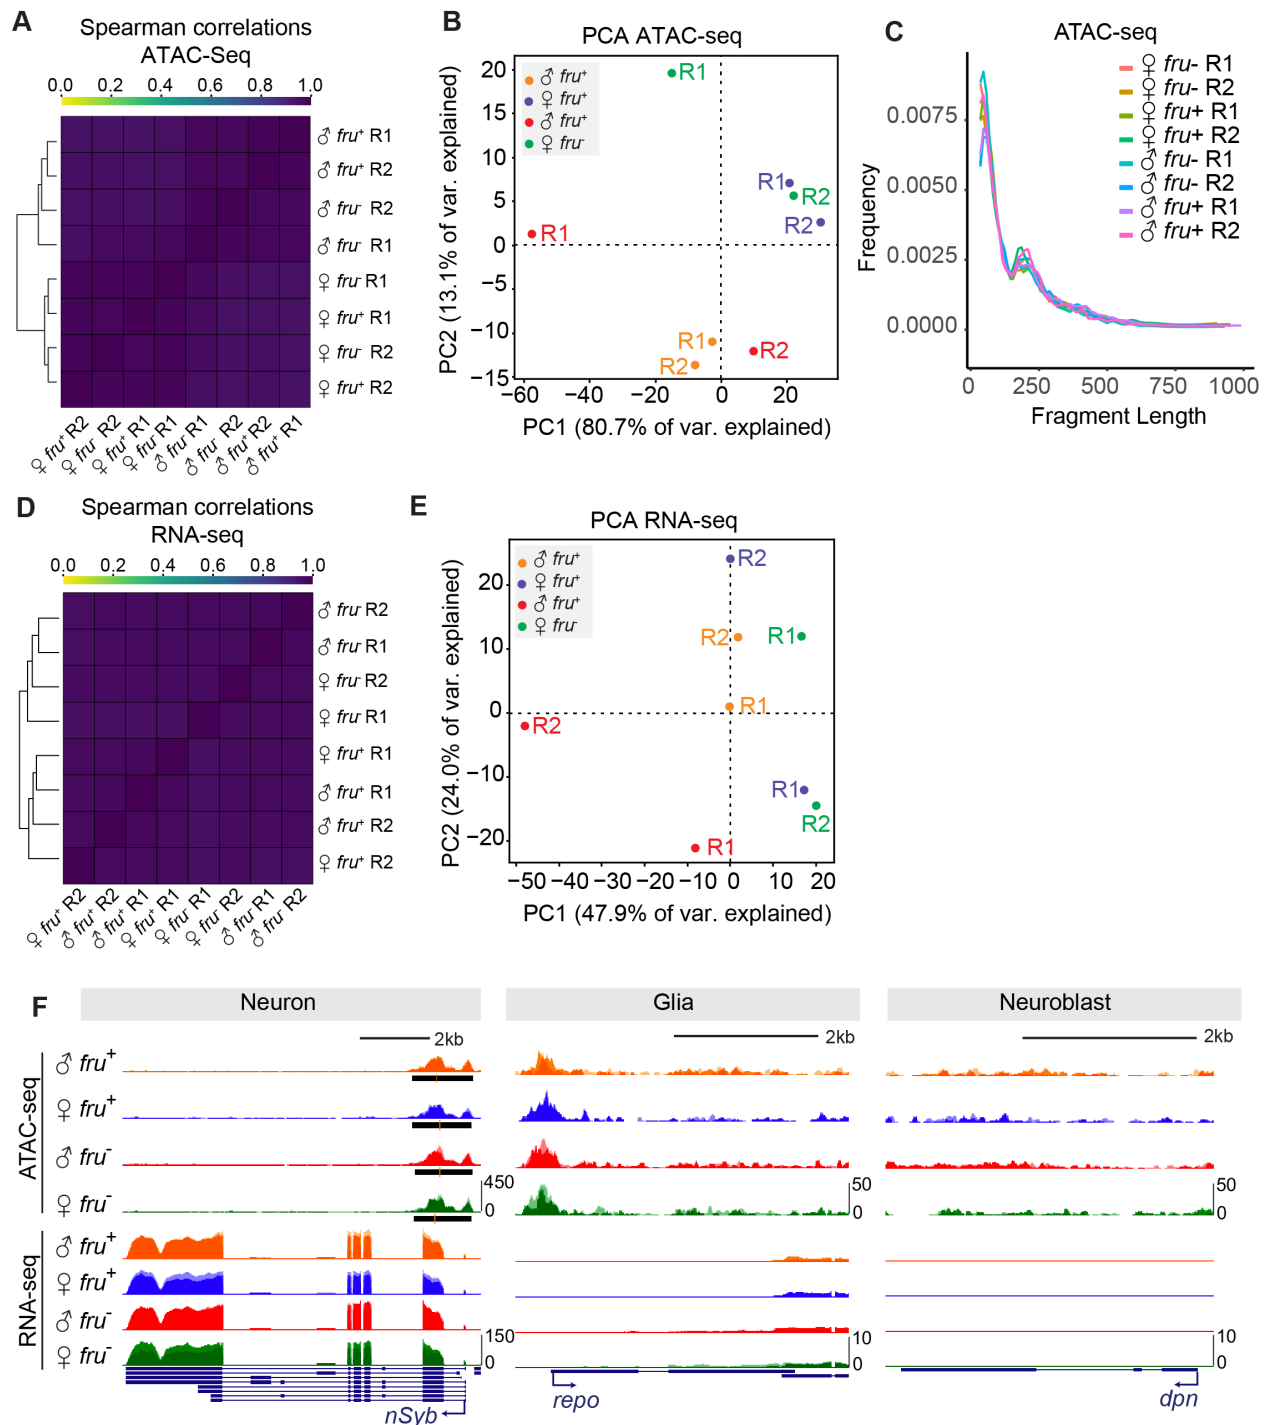 A
Spearman correlations
ATAC-Seq
0.0 0.2 0.4 0.6 0.8 1.0
♂ fru+ R1
♂ fru+ R2
♂ fru- R2
♂ fru- R1
♀ fru- R1
♀ fru+ R1
♀ fru- R2
♀ fru+ R2
♀ fru+ R2
♀ fru- R2
♀ fru+ R1
♀ fru- R1
♂ fru- R1
♂ fru- R2
♂ fru+ R2
♂ fru+ R1
B
PCA ATAC-seq
♂ fru+
♀ fru+
♂ fru+
♀ fru-
PC2 (13.1% of var. explained)
20
15
10
5
0
−5
−10
−15
R1
R1
R2
R2
R1
R1
R2
R2
−60 −40 −20 0 20
PC1 (80.7% of var. explained)
C
ATAC-seq
♀ fru- R1
♀ fru- R2
♀ fru+ R1
♀ fru+ R2
♂ fru- R1
♂ fru- R2
♂ fru+ R1
♂ fru+ R2
Frequency
0.0075
0.0050
0.0025
0.0000
0 250 500 750 1000
Fragment Length
D
Spearman correlations
RNA-seq
0.0 0.2 0.4 0.6 0.8 1.0
♂ fru- R2
♂ fru- R1
♀ fru- R2
♀ fru- R1
♀ fru+ R1
♂ fru+ R1
♂ fru+ R2
♀ fru+ R2
♀ fru+ R2
♂ fru+ R2
♂ fru+ R1
♀ fru+ R1
♀ fru- R1
♀ fru- R2
♂ fru- R1
♂ fru- R2
E
PCA RNA-seq
♂ fru+
♀ fru+
♂ fru+
♀ fru-
PC2 (24.0% of var. explained)
20
10
0
−10
−20
R2
R2
R1
R1
R2
R1
R2
R1
−50 −40 −30 −20 −10 0 10 20
PC1 (47.9% of var. explained)
F
Neuron
Glia
Neuroblast
2kb
2kb
2kb
ATAC-seq
♂ fru+
♀ fru+
♂ fru-
♀ fru-
450
0
50
0
50
0
RNA-seq
♂ fru+
♀ fru+
♂ fru-
♀ fru-
150
0
10
0
10
0
nSyb
repo
dpn